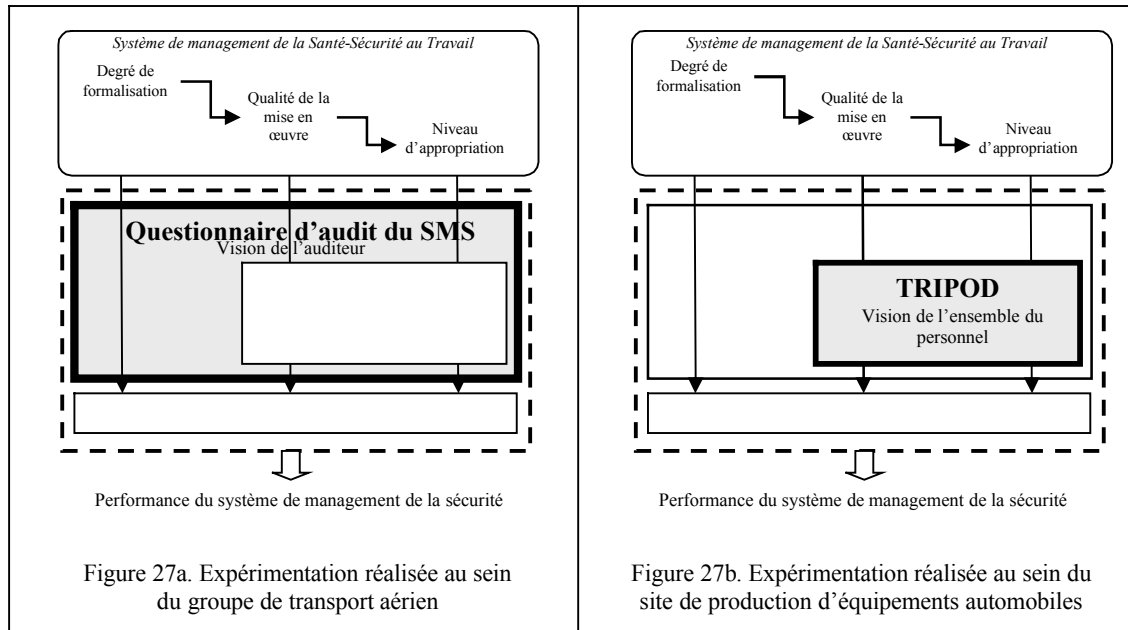 Système de management de la Santé-Sécurité au Travail
Degré de
formalisation
Qualité de la
mise en
œuvre
Niveau
d’appropriation
Questionnaire d’audit du SMS
Vision de l’auditeur
Performance du système de management de la sécurité
Figure 27a. Expérimentation réalisée au sein
du groupe de transport aérien
Système de management de la Santé-Sécurité au Travail
Degré de
formalisation
Qualité de la
mise en
œuvre
Niveau
d’appropriation
TRIPOD
Vision de l’ensemble du
personnel
Performance du système de management de la sécurité
Figure 27b. Expérimentation réalisée au sein du
site de production d’équipements automobiles